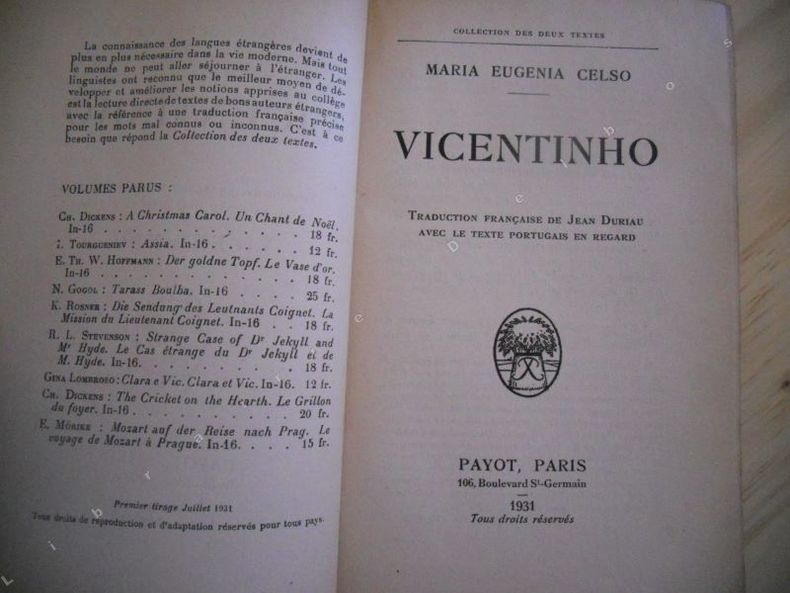 La connaissance des langues étrangères devient de
plus en plus nécessaire dans la vie moderne. Mais tout
le monde ne peut aller séjourner à l'étranger. Les
linguistes ont reconnu que le meilleur moyen de dé-
velopper et améliorer les notions apprises au collège
est la lecture directe de textes de bons auteurs étrangers,
avec la référence à une traduction française précise
pour les mots mal connus ou inconnus. C'est à ce
besoin que répond la Collection des deux textes.
VOLUMES PARUS :
CH. DICKENS : A Christmas Carol. Un Chant de Noël.
In-16 . . . . . . . . . . . 18 fr.
I. TOURGUENIEV : Assia. In-16 . . . . . 12 fr.
E. TH. W. HOFFMANN : Der goldne Topf. Le Vase d'or.
In-16 . . . . . . . . . . . 18 fr.
N. GOGOL : Tarass Boulba. In-16 . . . . 25 fr.
K. ROSNER : Die Sendung des Leutnants Coignet. La
Mission du Lieutenant Coignet. In-16 . . 18 fr.
R. L. STEVENSON : Strange Case of Dr Jekyll and
Mr Hyde. Le Cas étrange du Dr Jekyll et de
M. Hyde. In-16. . . . . . . . . 18 fr.
GINA LOMBROSO : Clara e Vic. Clara et Vic. In-16. 12 fr.
CH. DICKENS : The Cricket on the Hearth. Le Grillon
du foyer. In-16 . . . . . . . . . 20 fr.
E. MÖRIKE : Mozart auf der Reise nach Prag. Le
voyage de Mozart à Prague. In-16. . . . 15 fr.
Premier tirage Juillet 1931
Tous droits de reproduction et d'adaptation réservés pour tous pays.
COLLECTION DES DEUX TEXTES
MARIA EUGENIA CELSO
VICENTINHO
TRADUCTION FRANÇAISE DE JEAN DURIAU
AVEC LE TEXTE PORTUGAIS EN REGARD
PAYOT, PARIS
106, Boulevard St-Germain
1931
Tous droits réservés